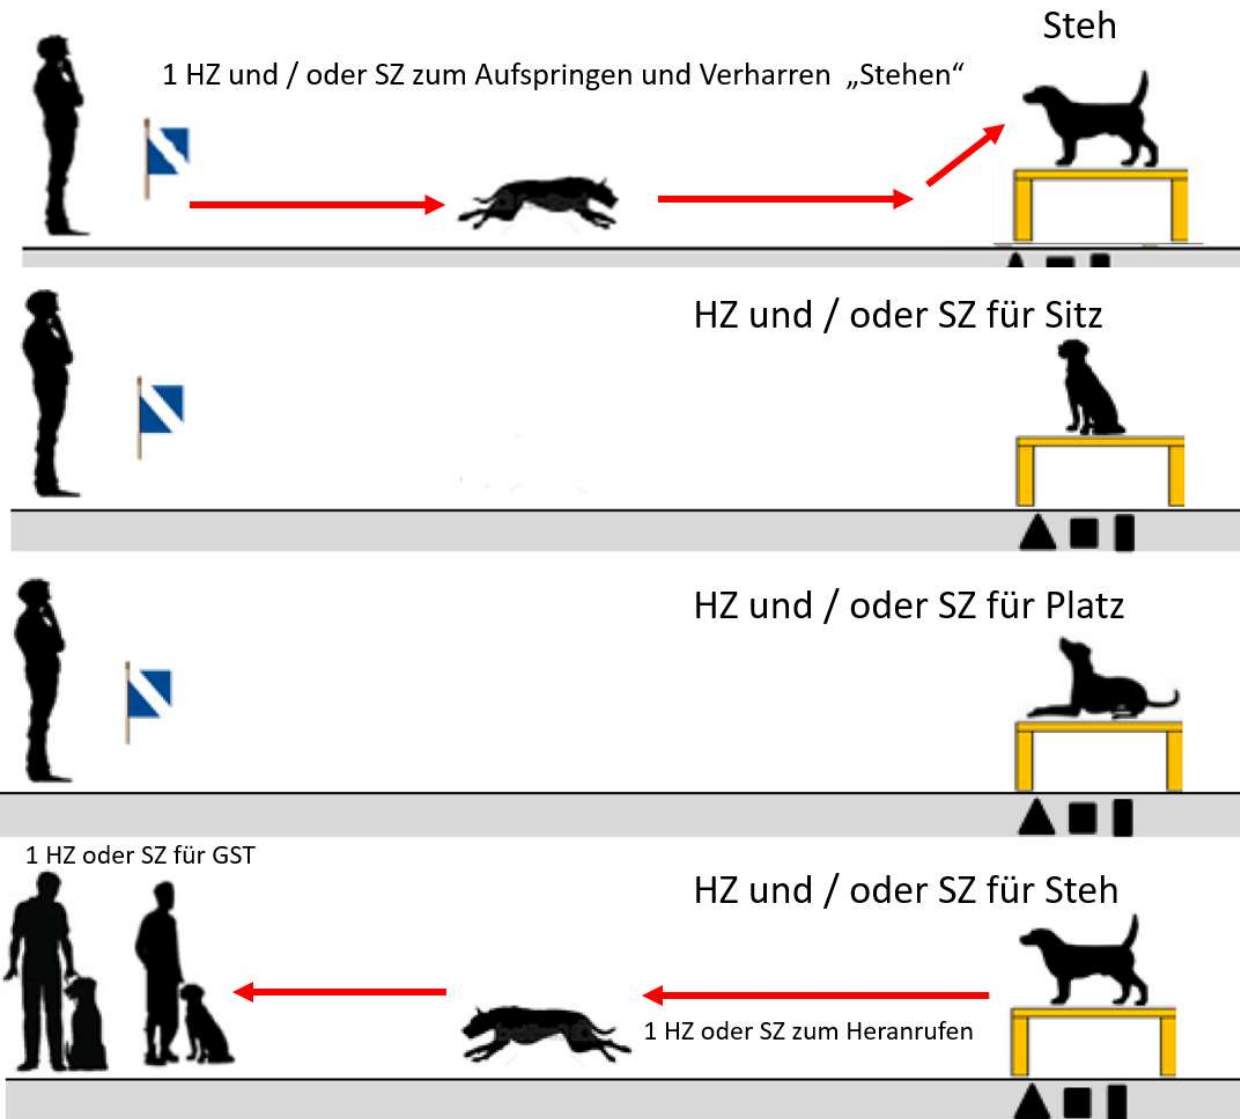 Steh
1 HZ und / oder SZ zum Aufspringen und Verharren „Stehen“
HZ und / oder SZ für Sitz
HZ und / oder SZ für Platz
1 HZ oder SZ für GST
HZ und / oder SZ für Steh
1 HZ oder SZ zum Heranrufen